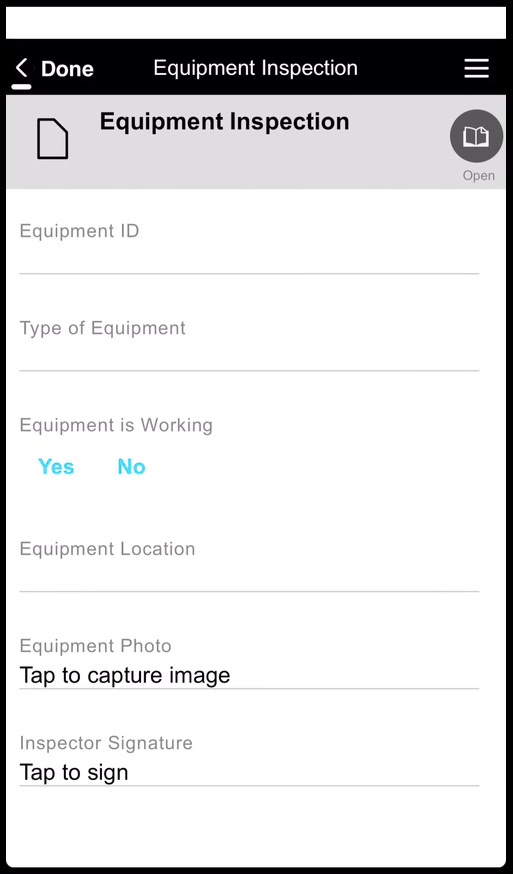 Done Equipment Inspection
Equipment Inspection
Open
Equipment ID
Type of Equipment
Equipment is Working
Yes No
Equipment Location
Equipment Photo
Tap to capture image
Inspector Signature
Tap to sign